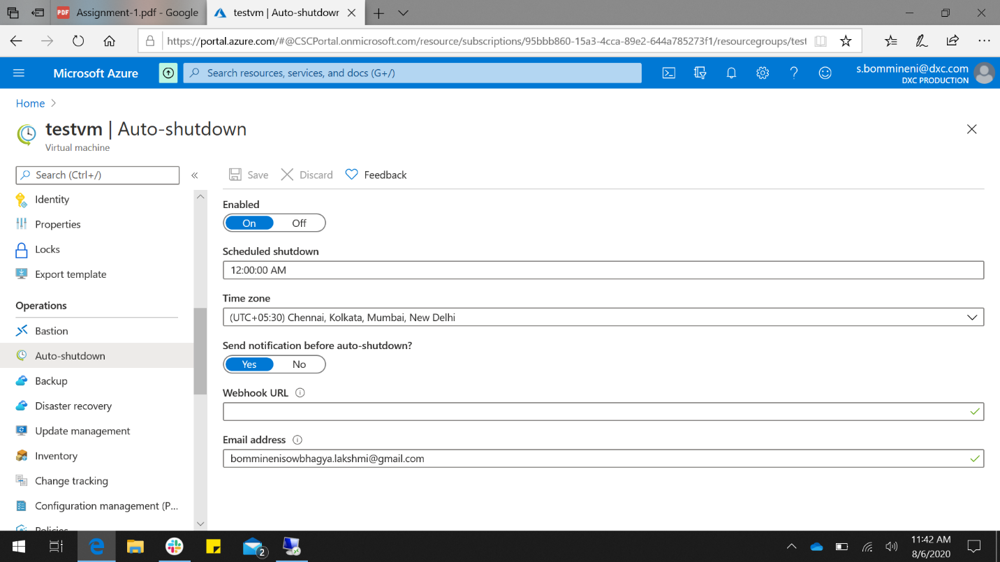 Assignment-1.pdf - Google
testvm | Auto-shutdown
https://portal.azure.com/#@CSCPortal.onmicrosoft.com/resource/subscriptions/95bbb860-15a3-4cca-89e2-644a785273f1/resourcegroups/test
Microsoft Azure
Search resources, services, and docs (G+/)
s.bommineni@dxc.com
DXC PRODUCTION
Home
testvm | Auto-shutdown
Virtual machine
Search (Ctrl+/)
Identity
Properties
Locks
Export template
Operations
Bastion
Auto-shutdown
Backup
Disaster recovery
Update management
Inventory
Change tracking
Configuration management (P...
Policies
Save
Discard
Feedback
Enabled
On
Off
Scheduled shutdown
12:00:00 AM
Time zone
(UTC+05:30) Chennai, Kolkata, Mumbai, New Delhi
Send notification before auto-shutdown?
Yes
No
Webhook URL
Email address
bomminenisowbhagya.lakshmi@gmail.com
2
11:42 AM
8/6/2020